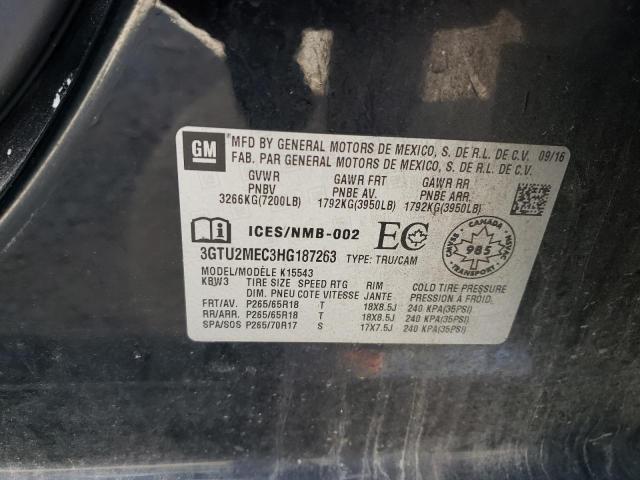 GM
MFD BY GENERAL MOTORS DE MEXICO, S. DE R.L. DE C.V. 09/16
FAB. PAR GENERAL MOTORS DE MEXICO, S. DE R.L. DE C.V.
GVWR GAWR FRT GAWR RR
PNBV PNBE AV. PNBE ARR.
3266KG(7200LB) 1792KG(3950LB) 1792KG(3950LB)
ICES/NMB-002 EC
CANADA
CMVSS NSVAC
985
3GTU2MEC3HG187263 TYPE: TRU/CAM
MODEL/MODÈLE K15543
KBW3 TIRE SIZE SPEED RTG RIM COLD TIRE PRESSURE
DIM. PNEU COTE VITESSE JANTE PRESSION À FROID.
FRT/AV. P265/65R18 T 18X8.5J 240 KPA(35PSI)
RR/ARR. P265/65R18 T 18X8.5J 240 KPA(35PSI)
SPA/SOS P265/70R17 S 17X7.5J 240 KPA(35PSI)